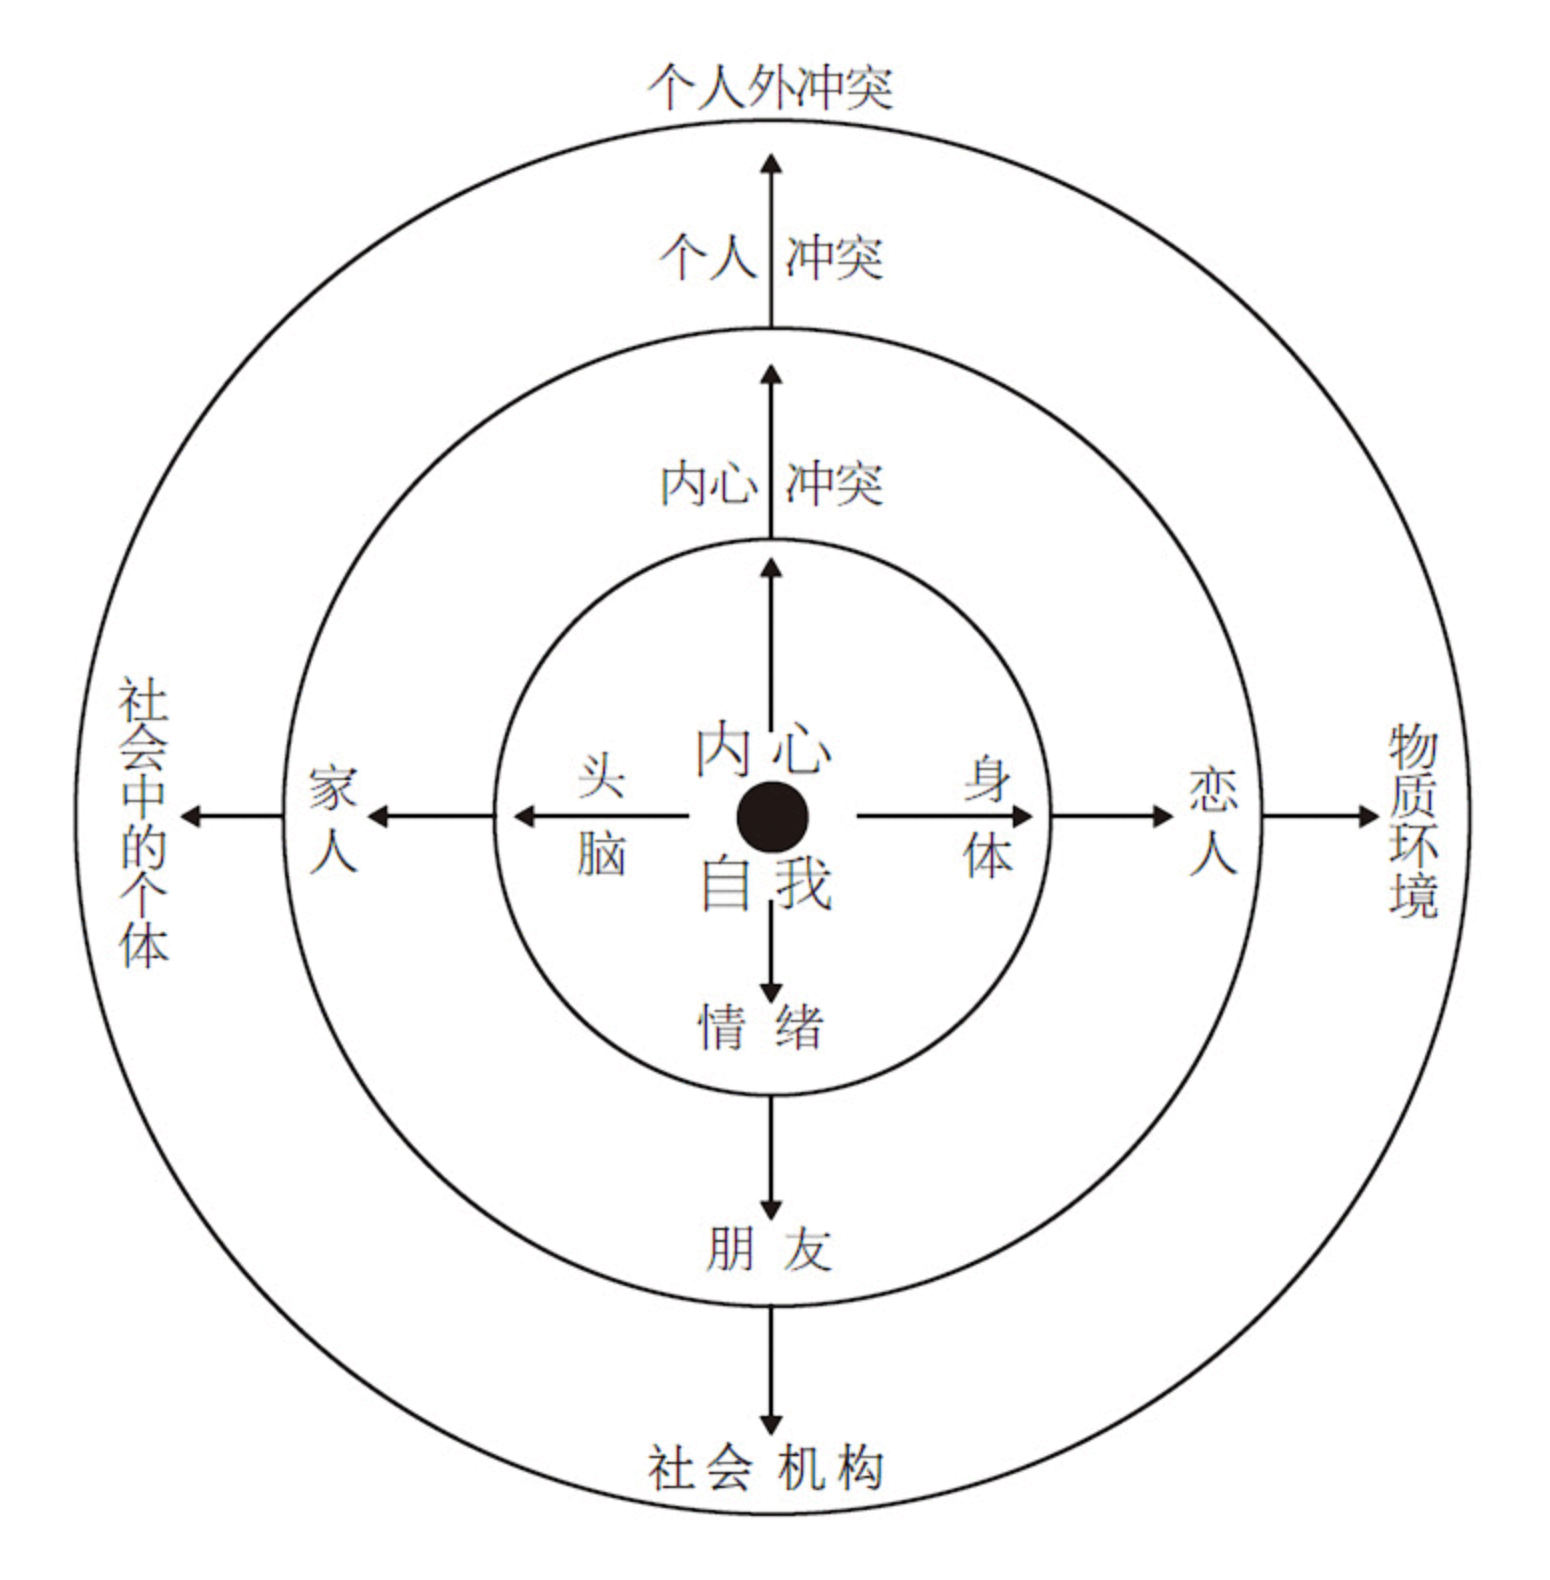 个人外冲突
个人 冲突
内心 冲突
社会中的个体
家人
头脑
内心
自我
身体
恋人
物质环境
情绪
朋友
社会机构